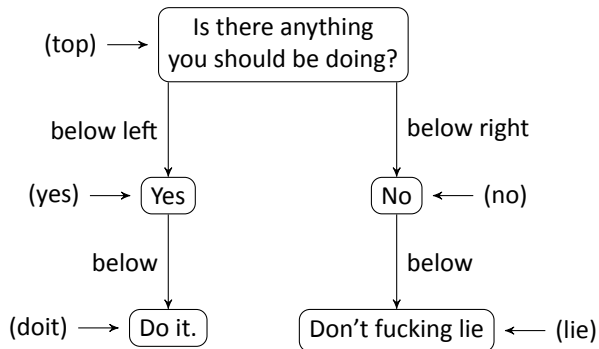 (top)
Is there anything
you should be doing?
below left
below right
(yes)
Yes
No
(no)
below
below
(doit)
Do it.
Don't fucking lie
(lie)